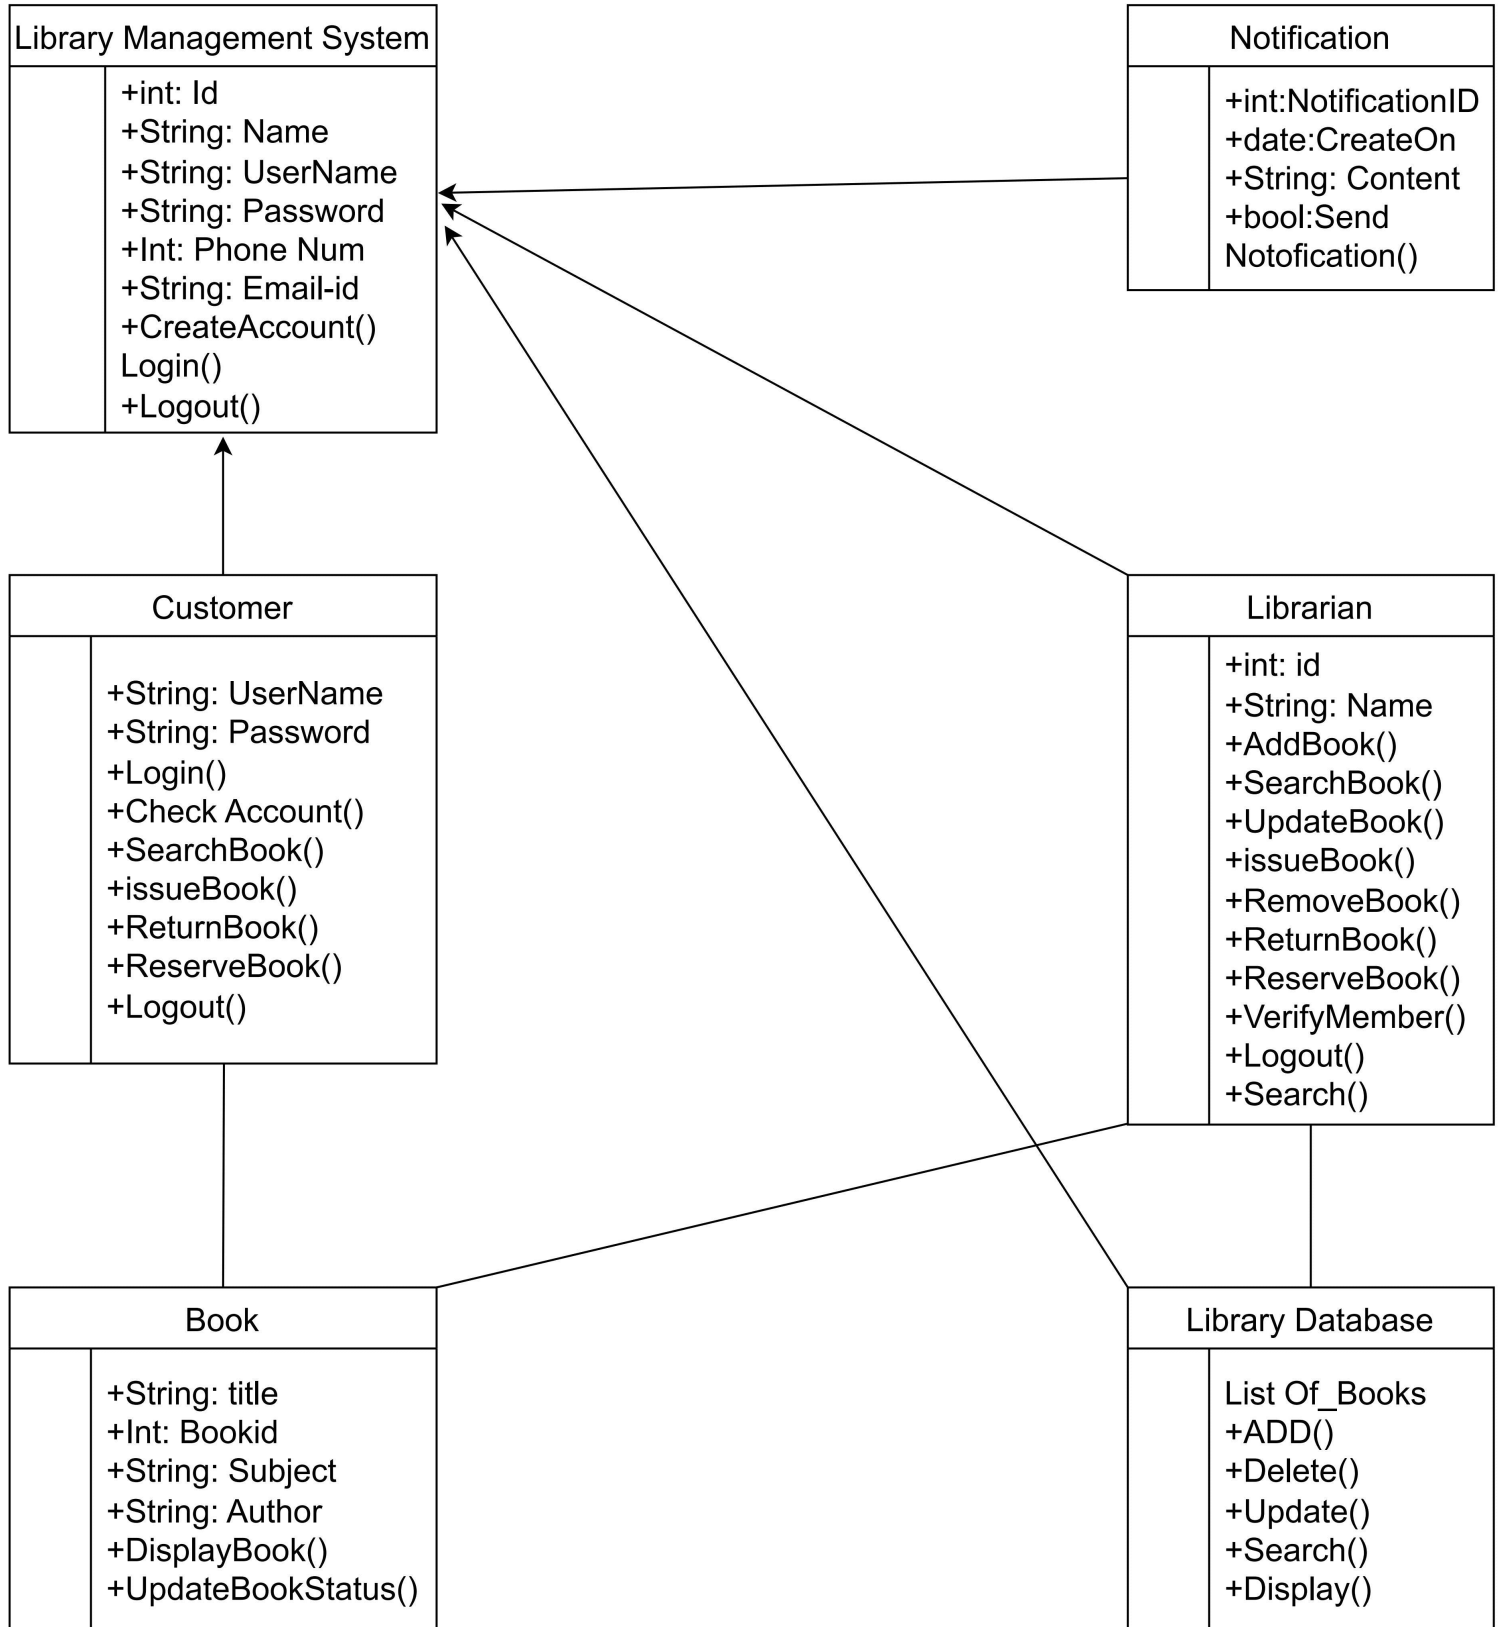 Library Management System
+int: Id
+String: Name
+String: UserName
+String: Password
+Int: Phone Num
+String: Email-id
+CreateAccount()
Login()
+Logout()
Notification
+int:NotificationID
+date:CreateOn
+String: Content
+bool:Send
Notofication()
Customer
+String: UserName
+String: Password
+Login()
+Check Account()
+SearchBook()
+issueBook()
+ReturnBook()
+ReserveBook()
+Logout()
Librarian
+int: id
+String: Name
+AddBook()
+SearchBook()
+UpdateBook()
+issueBook()
+RemoveBook()
+ReturnBook()
+ReserveBook()
+VerifyMember()
+Logout()
+Search()
Book
+String: title
+Int: Bookid
+String: Subject
+String: Author
+DisplayBook()
+UpdateBookStatus()
Library Database
List Of_Books
+ADD()
+Delete()
+Update()
+Search()
+Display()